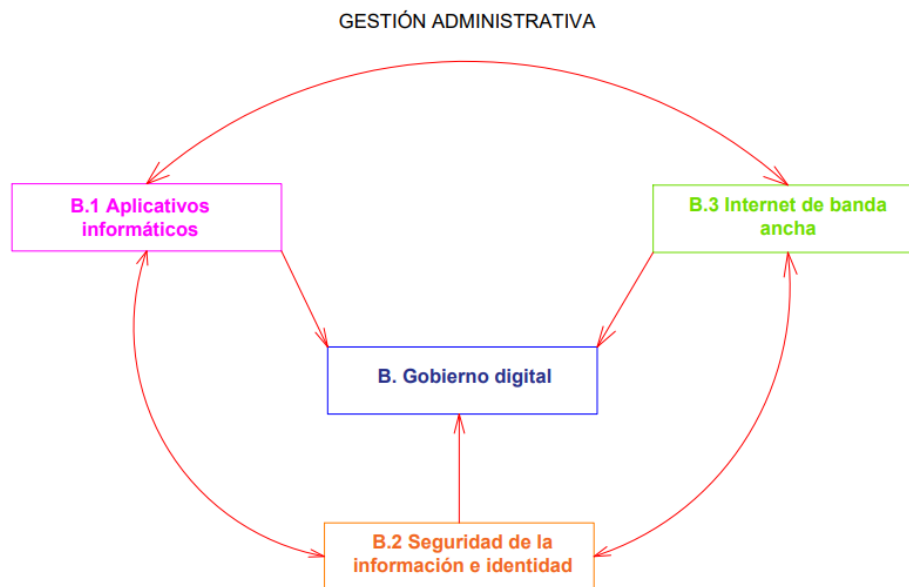 GESTIÓN ADMINISTRATIVA
B.1 Aplicativos
informáticos
B.3 Internet de banda
ancha
B. Gobierno digital
B.2 Seguridad de la
información e identidad